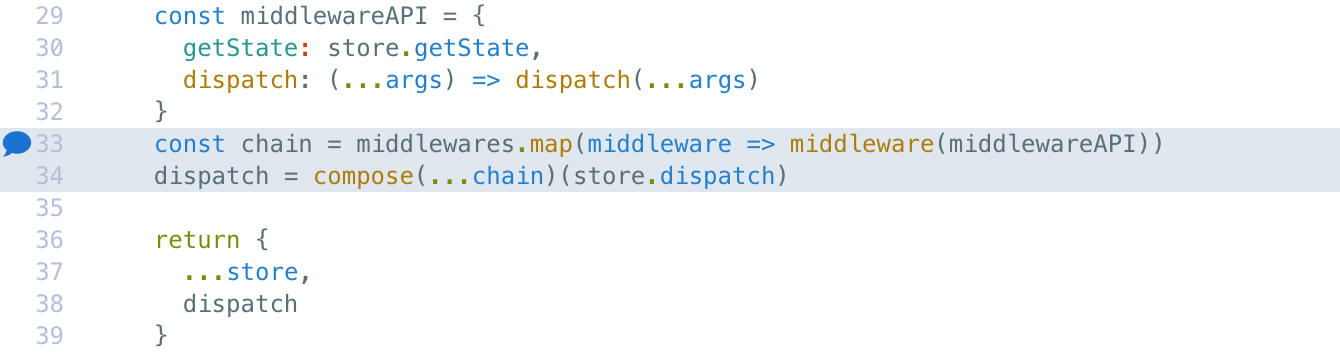 29 const middlewareAPI = {
30 getState: store.getState,
31 dispatch: (...args) => dispatch(...args)
32 }
33 const chain = middlewares.map(middleware => middleware(middlewareAPI))
34 dispatch = compose(...chain)(store.dispatch)
35
36 return {
37 ...store,
38 dispatch
39 }